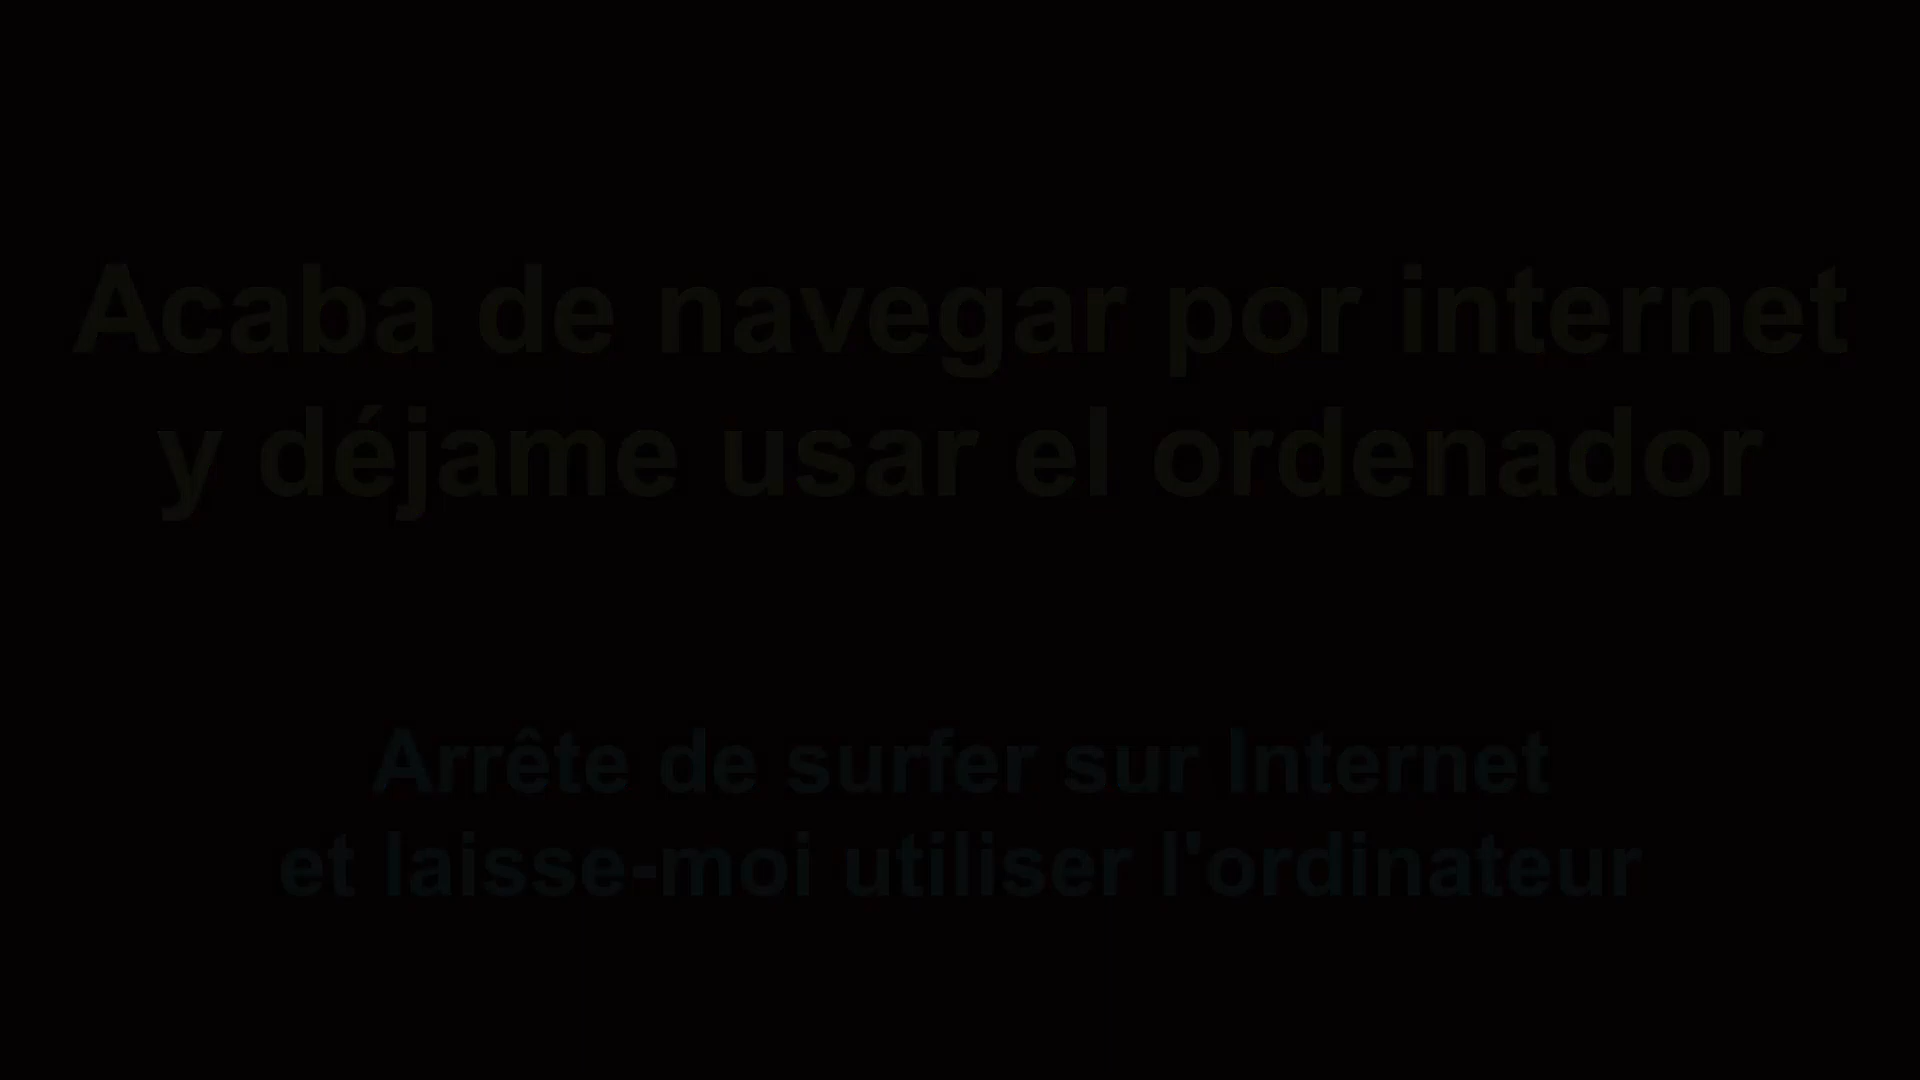 Acaba de navegar por internet
y déjame usar el ordenador
Arrête de surfer sur Internet
et laisse-moi utiliser l'ordinateur